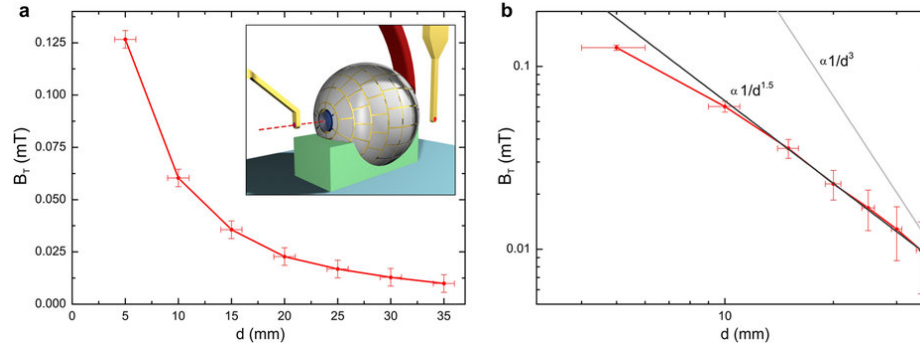 a
0.125
0.100
0.075
0.050
0.025
0.000
B_T (mT)
0 5 10 15 20 25 30 35
d (mm)
b
0.1
0.01
B_T (mT)
α 1/d^3
α 1/d^1.5
10
d (mm)